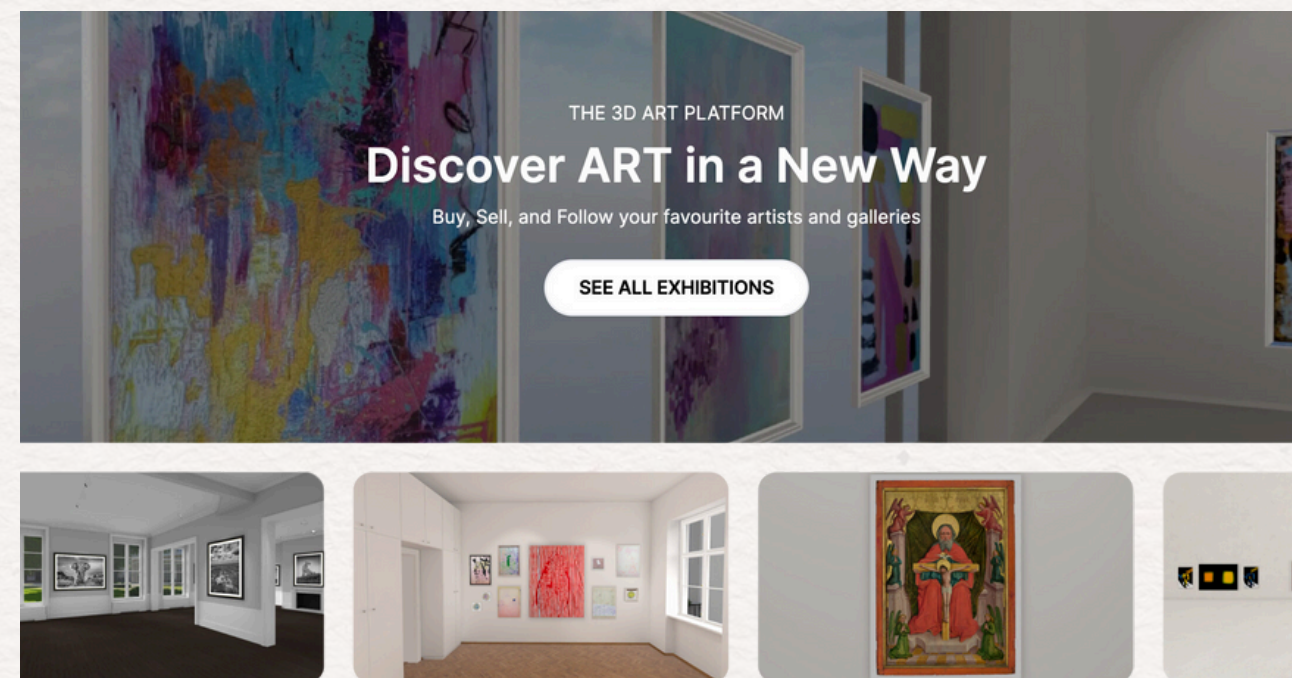 THE 3D ART PLATFORM
Discover ART in a New Way
Buy, Sell, and Follow your favourite artists and galleries
SEE ALL EXHIBITIONS